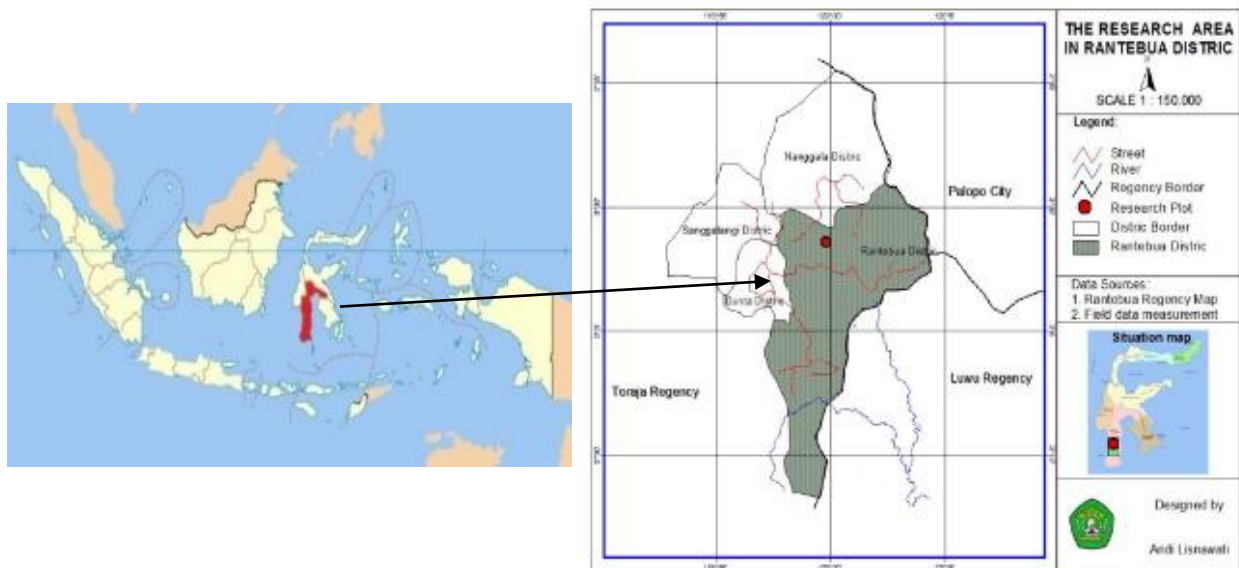 THE RESEARCH AREA
IN RANTEBUA DISTRIC
SCALE 1 : 150.000
Legend:
Street
River
Regency Border
Research Plot
Distric Border
Rantebua Distric
Data Sources:
1. Rantebua Regency Map
2. Field data measurement
Situation map
Designed by
Andi Lisnawati
Nanggala Distric
Palopo City
Sanggalangi Distric
Rantebua Distric
Toraja Regency
Luwu Regency